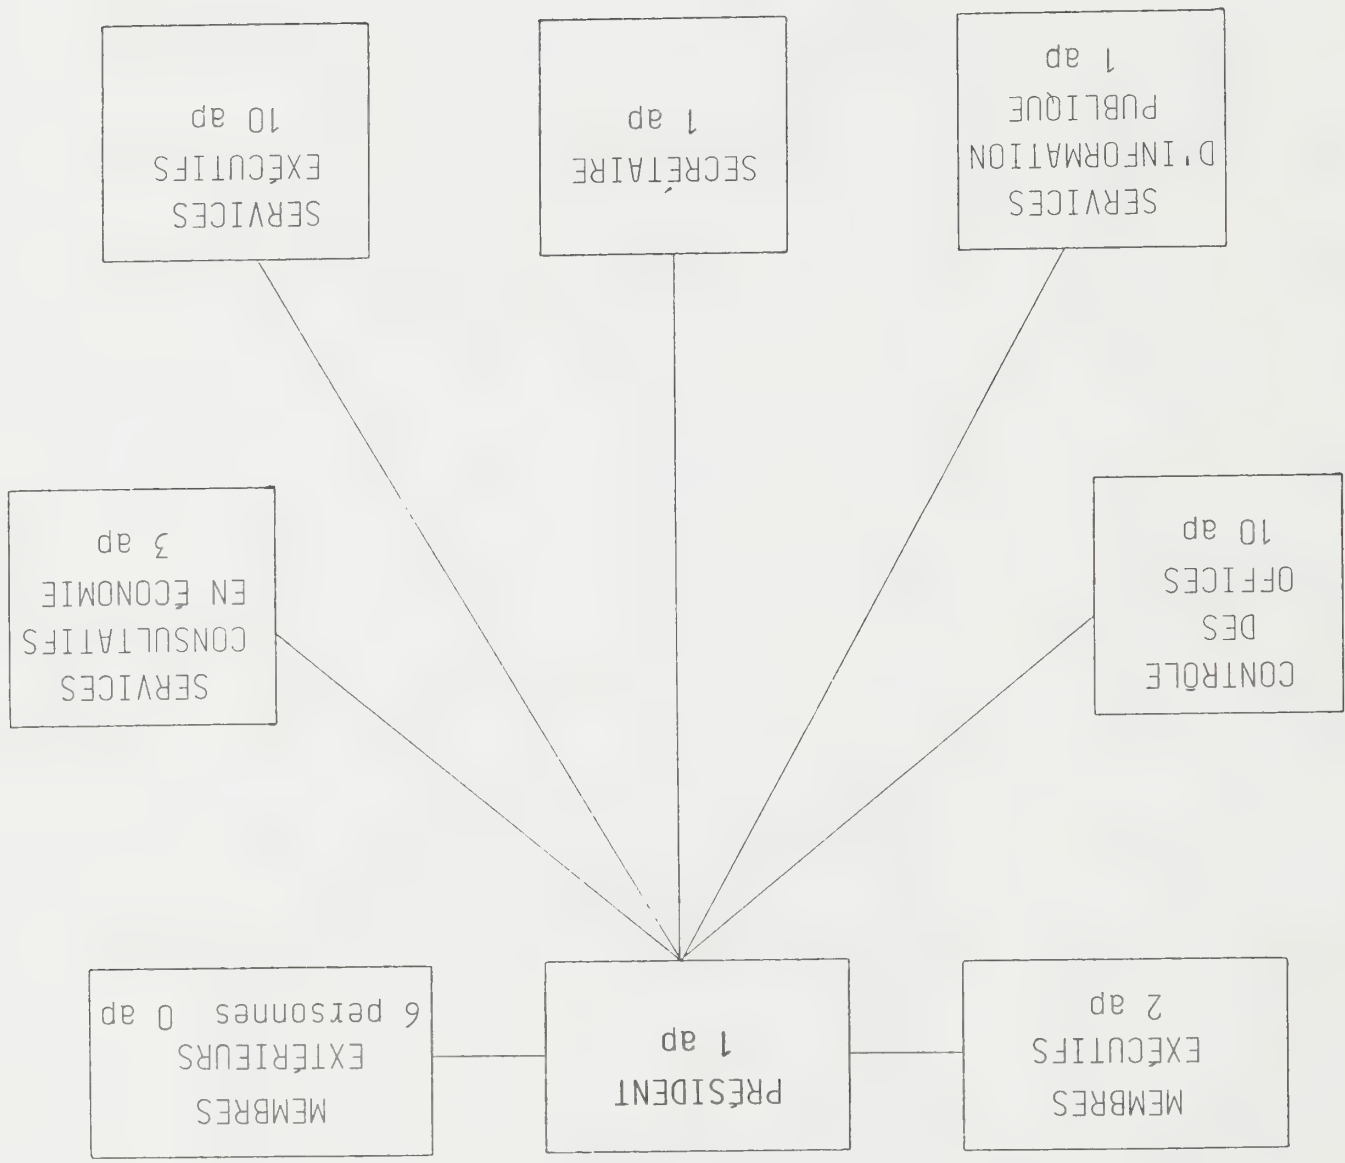 MEMBRES
EXÉCUTIFS
2 ap
PRÉSIDENT
1 ap
MEMBRES
EXTÉRIEURS
6 personnes 0 ap
CONTRÔLE
DES
OFFICES
10 ap
SERVICES
CONSULTATIFS
EN ÉCONOMIE
3 ap
SERVICES
D'INFORMATION
PUBLIQUE
1 ap
SECRÉTAIRE
1 ap
SERVICES
EXÉCUTIFS
10 ap